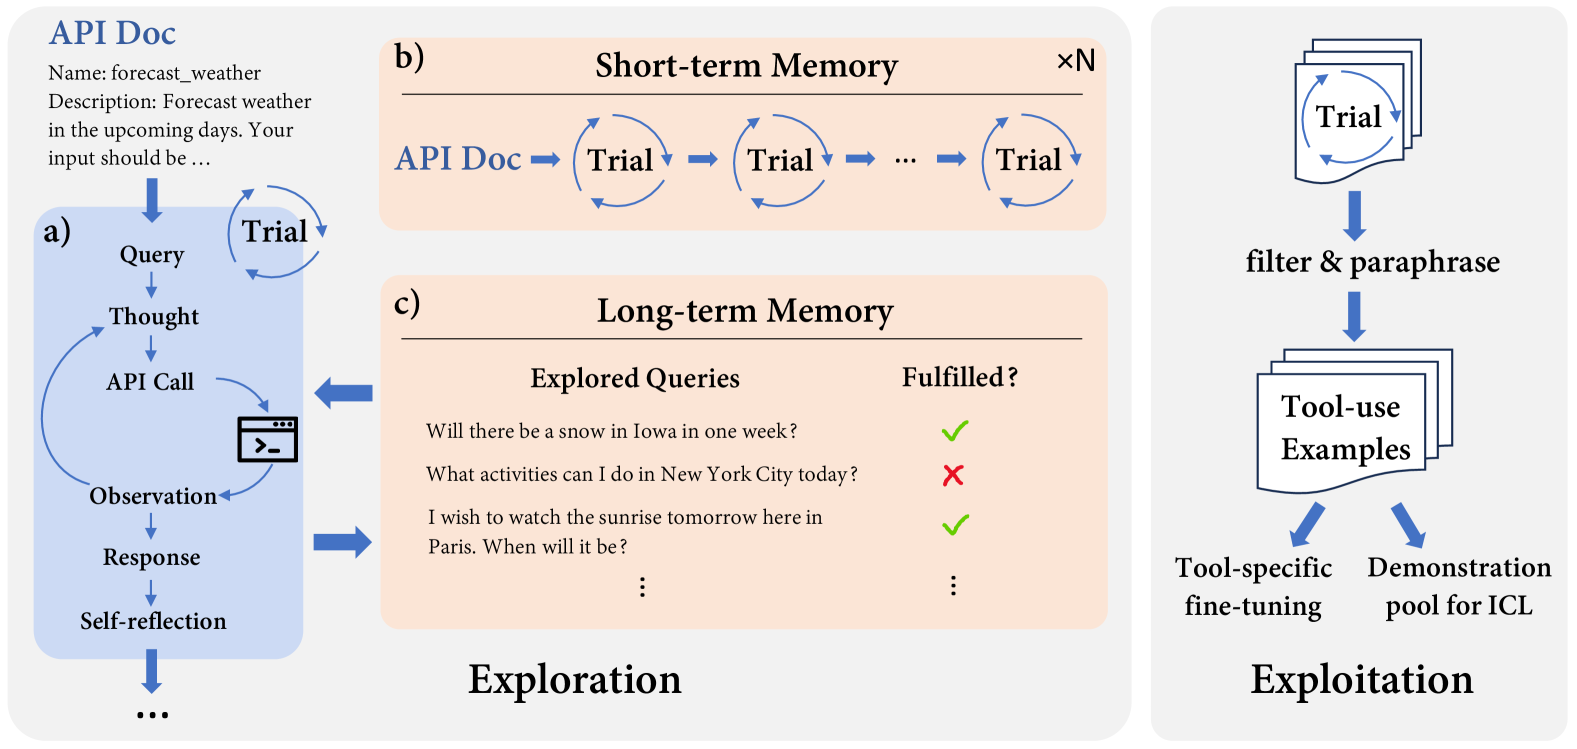 API Doc
Name: forecast_weather
Description: Forecast weather
in the upcoming days. Your
input should be ...
a)
Trial
Query
Thought
API Call
>_
Observation
Response
Self-reflection
...
b)
Short-term Memory
×N
API Doc
Trial
Trial
...
Trial
c)
Long-term Memory
Explored Queries
Fulfilled?
Will there be a snow in Iowa in one week?
What activities can I do in New York City today?
I wish to watch the sunrise tomorrow here in
Paris. When will it be?
⋮
⋮
Exploration
Trial
filter & paraphrase
Tool-use
Examples
Tool-specific
fine-tuning
Demonstration
pool for ICL
Exploitation